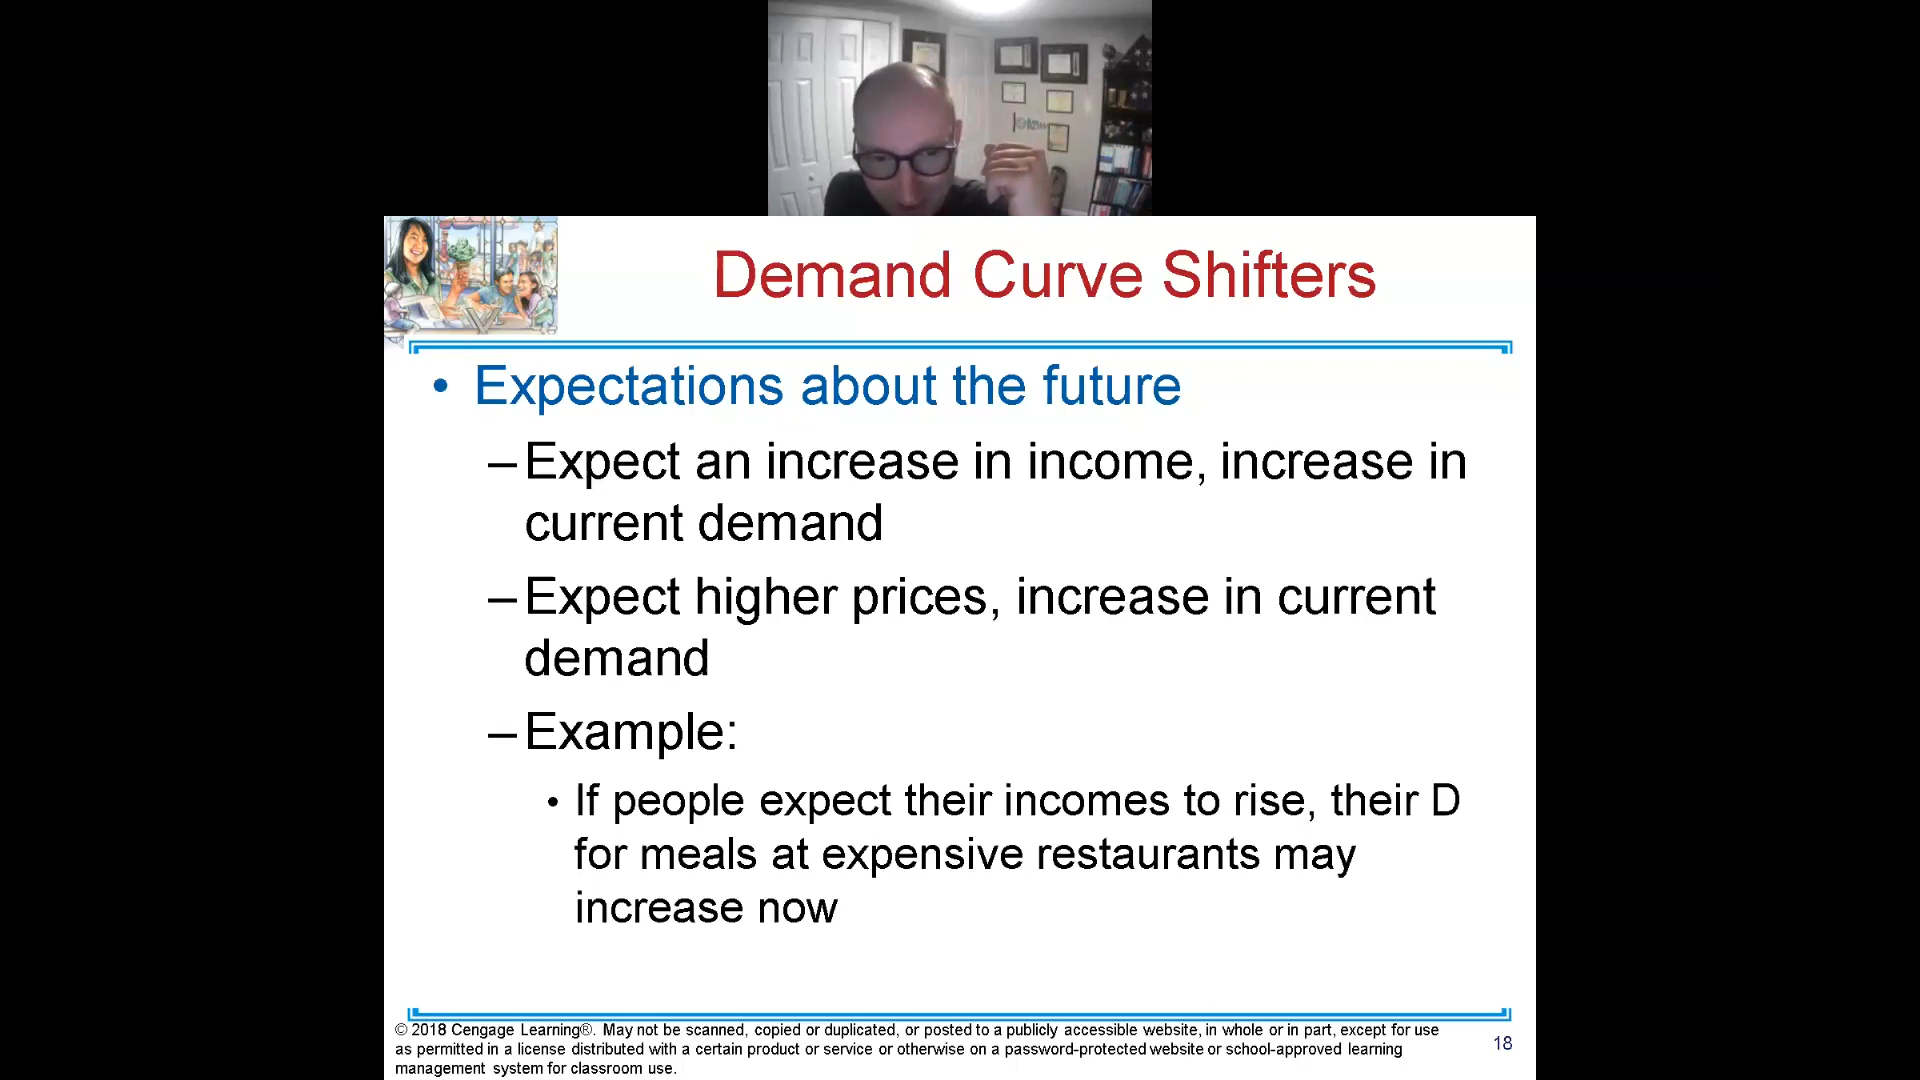 Demand Curve Shifters
• Expectations about the future
– Expect an increase in income, increase in
current demand
– Expect higher prices, increase in current
demand
– Example:
• If people expect their incomes to rise, their D
for meals at expensive restaurants may
increase now
© 2018 Cengage Learning®. May not be scanned, copied or duplicated, or posted to a publicly accessible website, in whole or in part, except for use
as permitted in a license distributed with a certain product or service or otherwise on a password-protected website or school-approved learning
management system for classroom use.
18